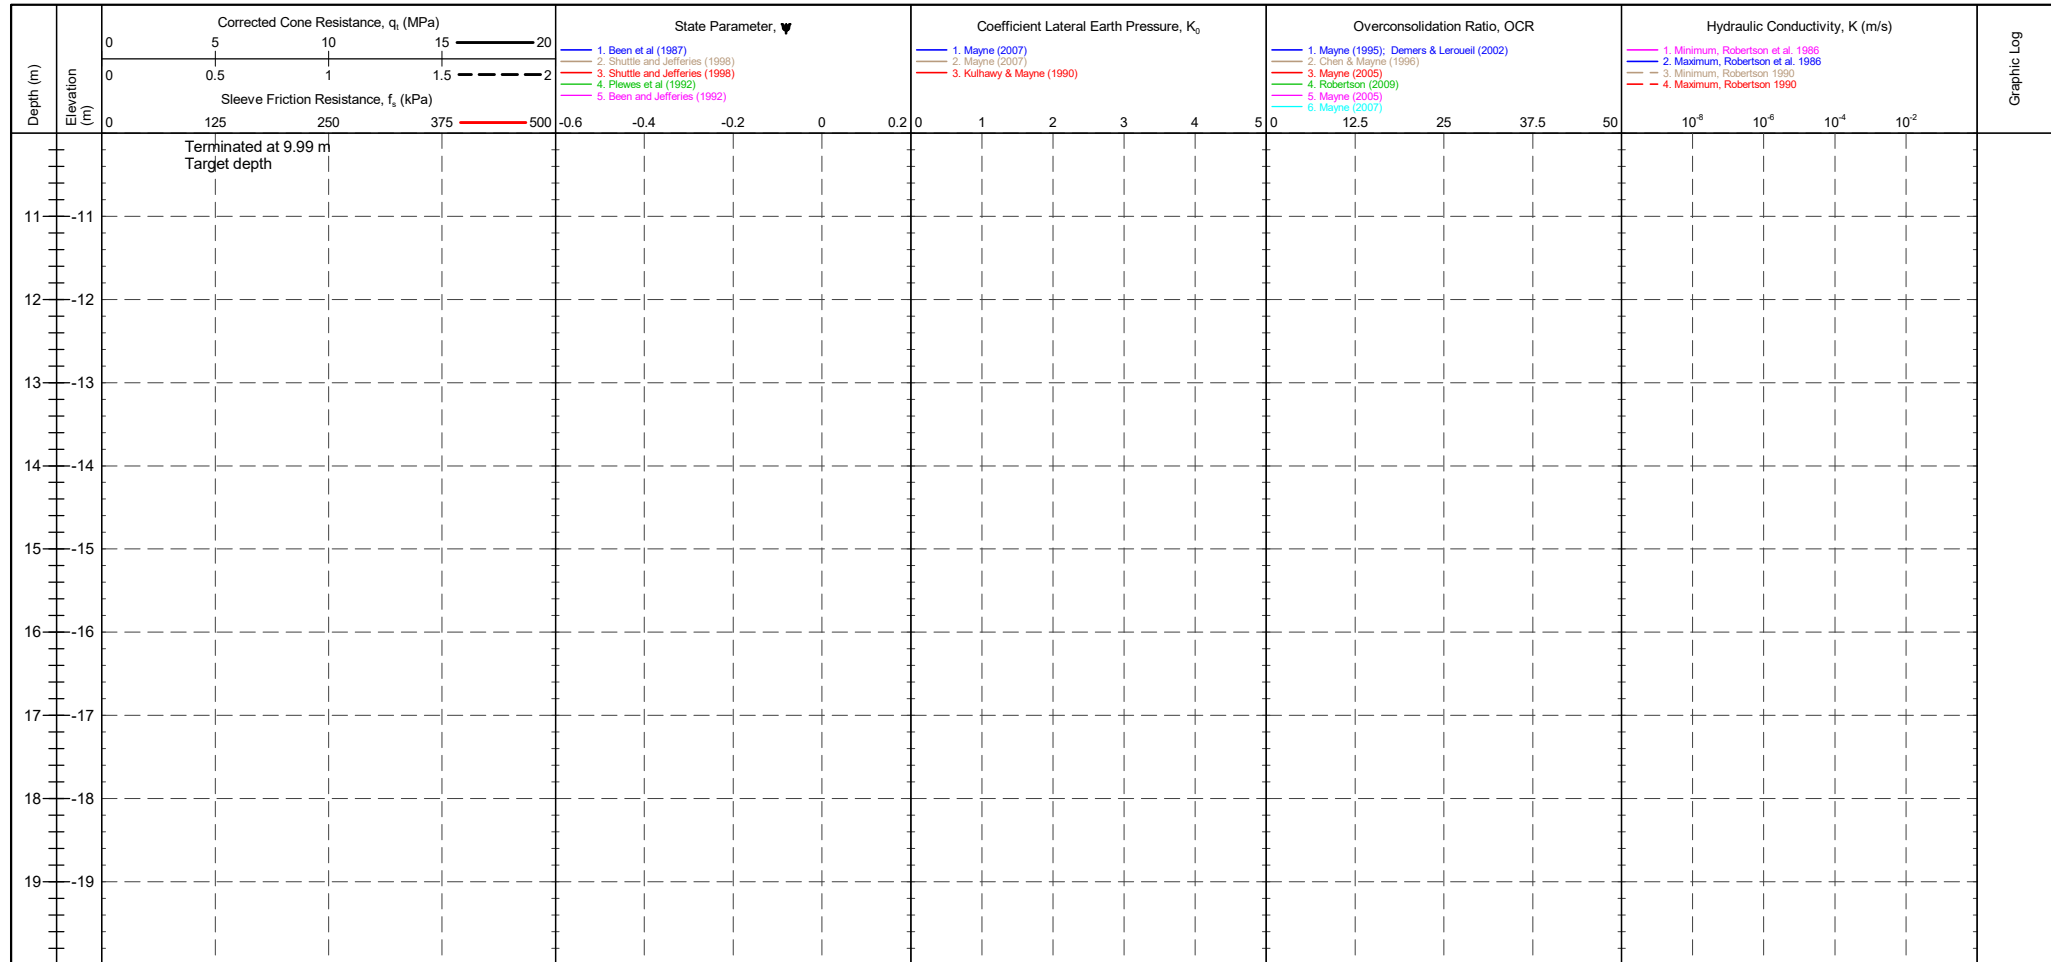 Depth (m)
Elevation
(m)
Corrected Cone Resistance, qt (MPa)
0 5 10 15 20
0 0.5 1 1.5 2
Sleeve Friction Resistance, fs (kPa)
0 125 250 375 500
State Parameter, ψ
1. Been et al (1987)
2. Shuttle and Jefferies (1998)
3. Shuttle and Jefferies (1998)
4. Plewes et al (1992)
5. Been and Jefferies (1992)
-0.6 -0.4 -0.2 0 0.2
Coefficient Lateral Earth Pressure, K0
1. Mayne (2007)
2. Mayne (2007)
3. Kulhawy & Mayne (1990)
0 1 2 3 4 5
Overconsolidation Ratio, OCR
1. Mayne (1995); Demers & Leroueil (2002)
2. Chen & Mayne (1996)
3. Mayne (2005)
4. Robertson (2009)
5. Mayne (2005)
6. Mayne (2007)
0 12.5 25 37.5 50
Hydraulic Conductivity, K (m/s)
1. Minimum, Robertson et al. 1986
2. Maximum, Robertson et al. 1986
3. Minimum, Robertson 1990
4. Maximum, Robertson 1990
10-8 10-6 10-4 10-2
Graphic Log
Terminated at 9.99 m
Target depth
11 -11
12 -12
13 -13
14 -14
15 -15
16 -16
17 -17
18 -18
19 -19